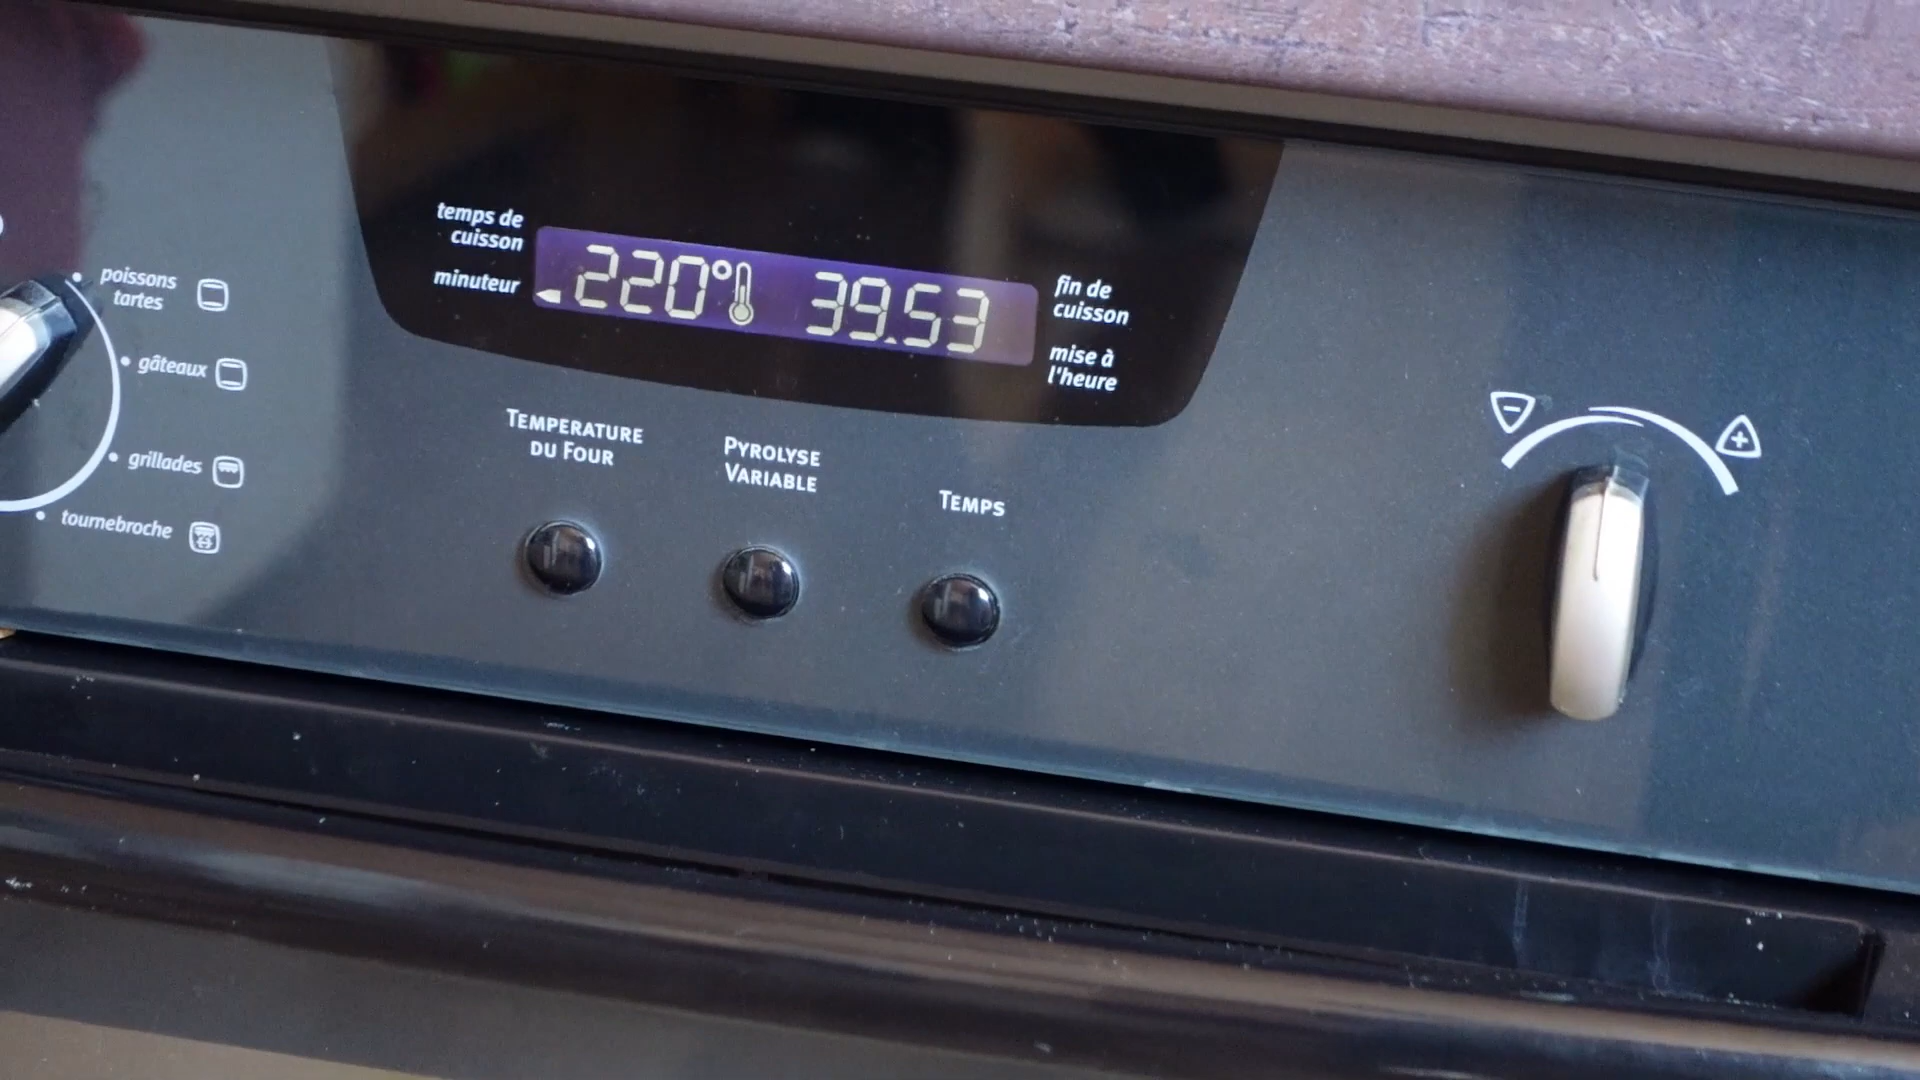 temps de
cuisson
minuteur
220° 39.53
fin de
cuisson
mise à
l'heure
poissons
tartes
gâteaux
grillades
tournebroche
TEMPERATURE
DU FOUR
PYROLYSE
VARIABLE
TEMPS
-
+